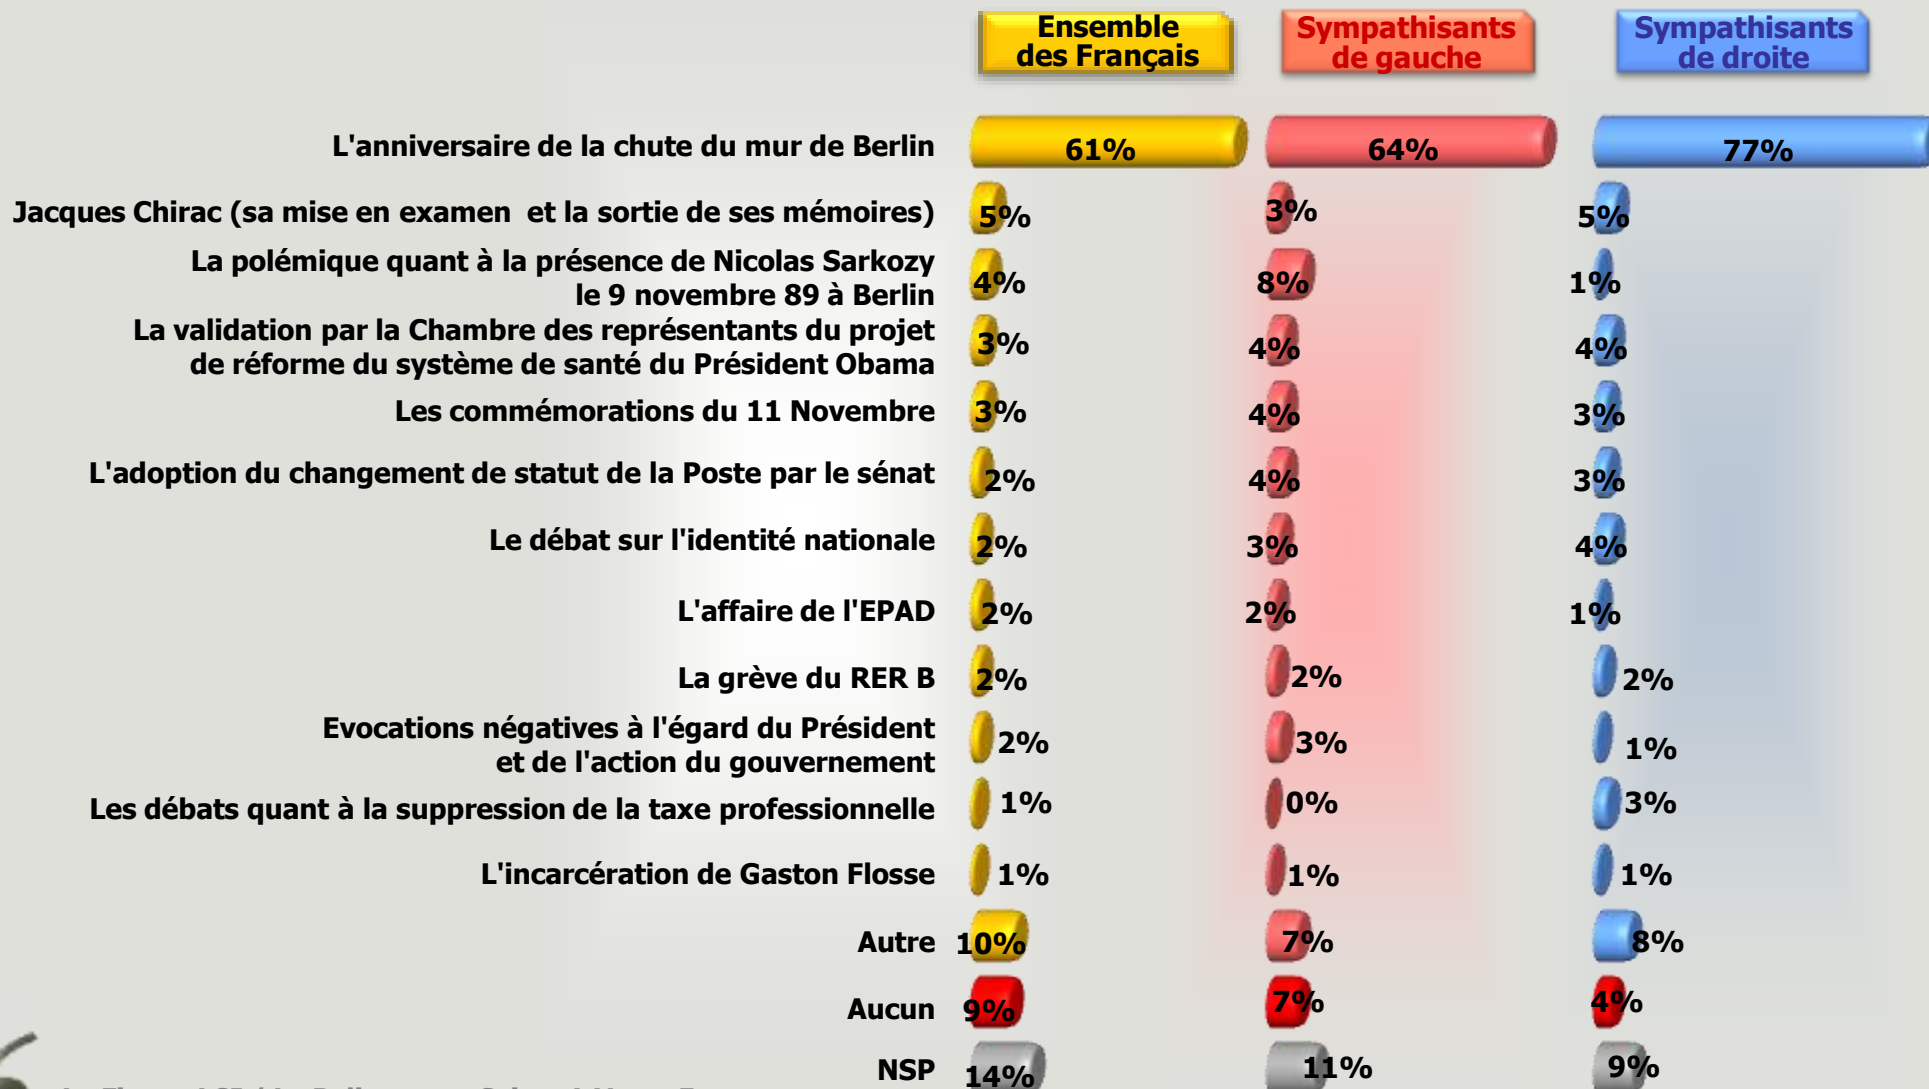 Ensemble
des Français
Sympathisants
de gauche
Sympathisants
de droite
L'anniversaire de la chute du mur de Berlin 61% 64% 77%
Jacques Chirac (sa mise en examen et la sortie de ses mémoires) 5% 3% 5%
La polémique quant à la présence de Nicolas Sarkozy
le 9 novembre 89 à Berlin 4% 8% 1%
La validation par la Chambre des représentants du projet
de réforme du système de santé du Président Obama 3% 4% 4%
Les commémorations du 11 Novembre 3% 4% 3%
L'adoption du changement de statut de la Poste par le sénat 2% 4% 3%
Le débat sur l'identité nationale 2% 3% 4%
L'affaire de l'EPAD 2% 2% 1%
La grève du RER B 2% 2% 2%
Evocations négatives à l'égard du Président
et de l'action du gouvernement 2% 3% 1%
Les débats quant à la suppression de la taxe professionnelle 1% 0% 3%
L'incarcération de Gaston Flosse 1% 1% 1%
Autre 10% 7% 8%
Aucun 9% 7% 4%
NSP 14% 11% 9%